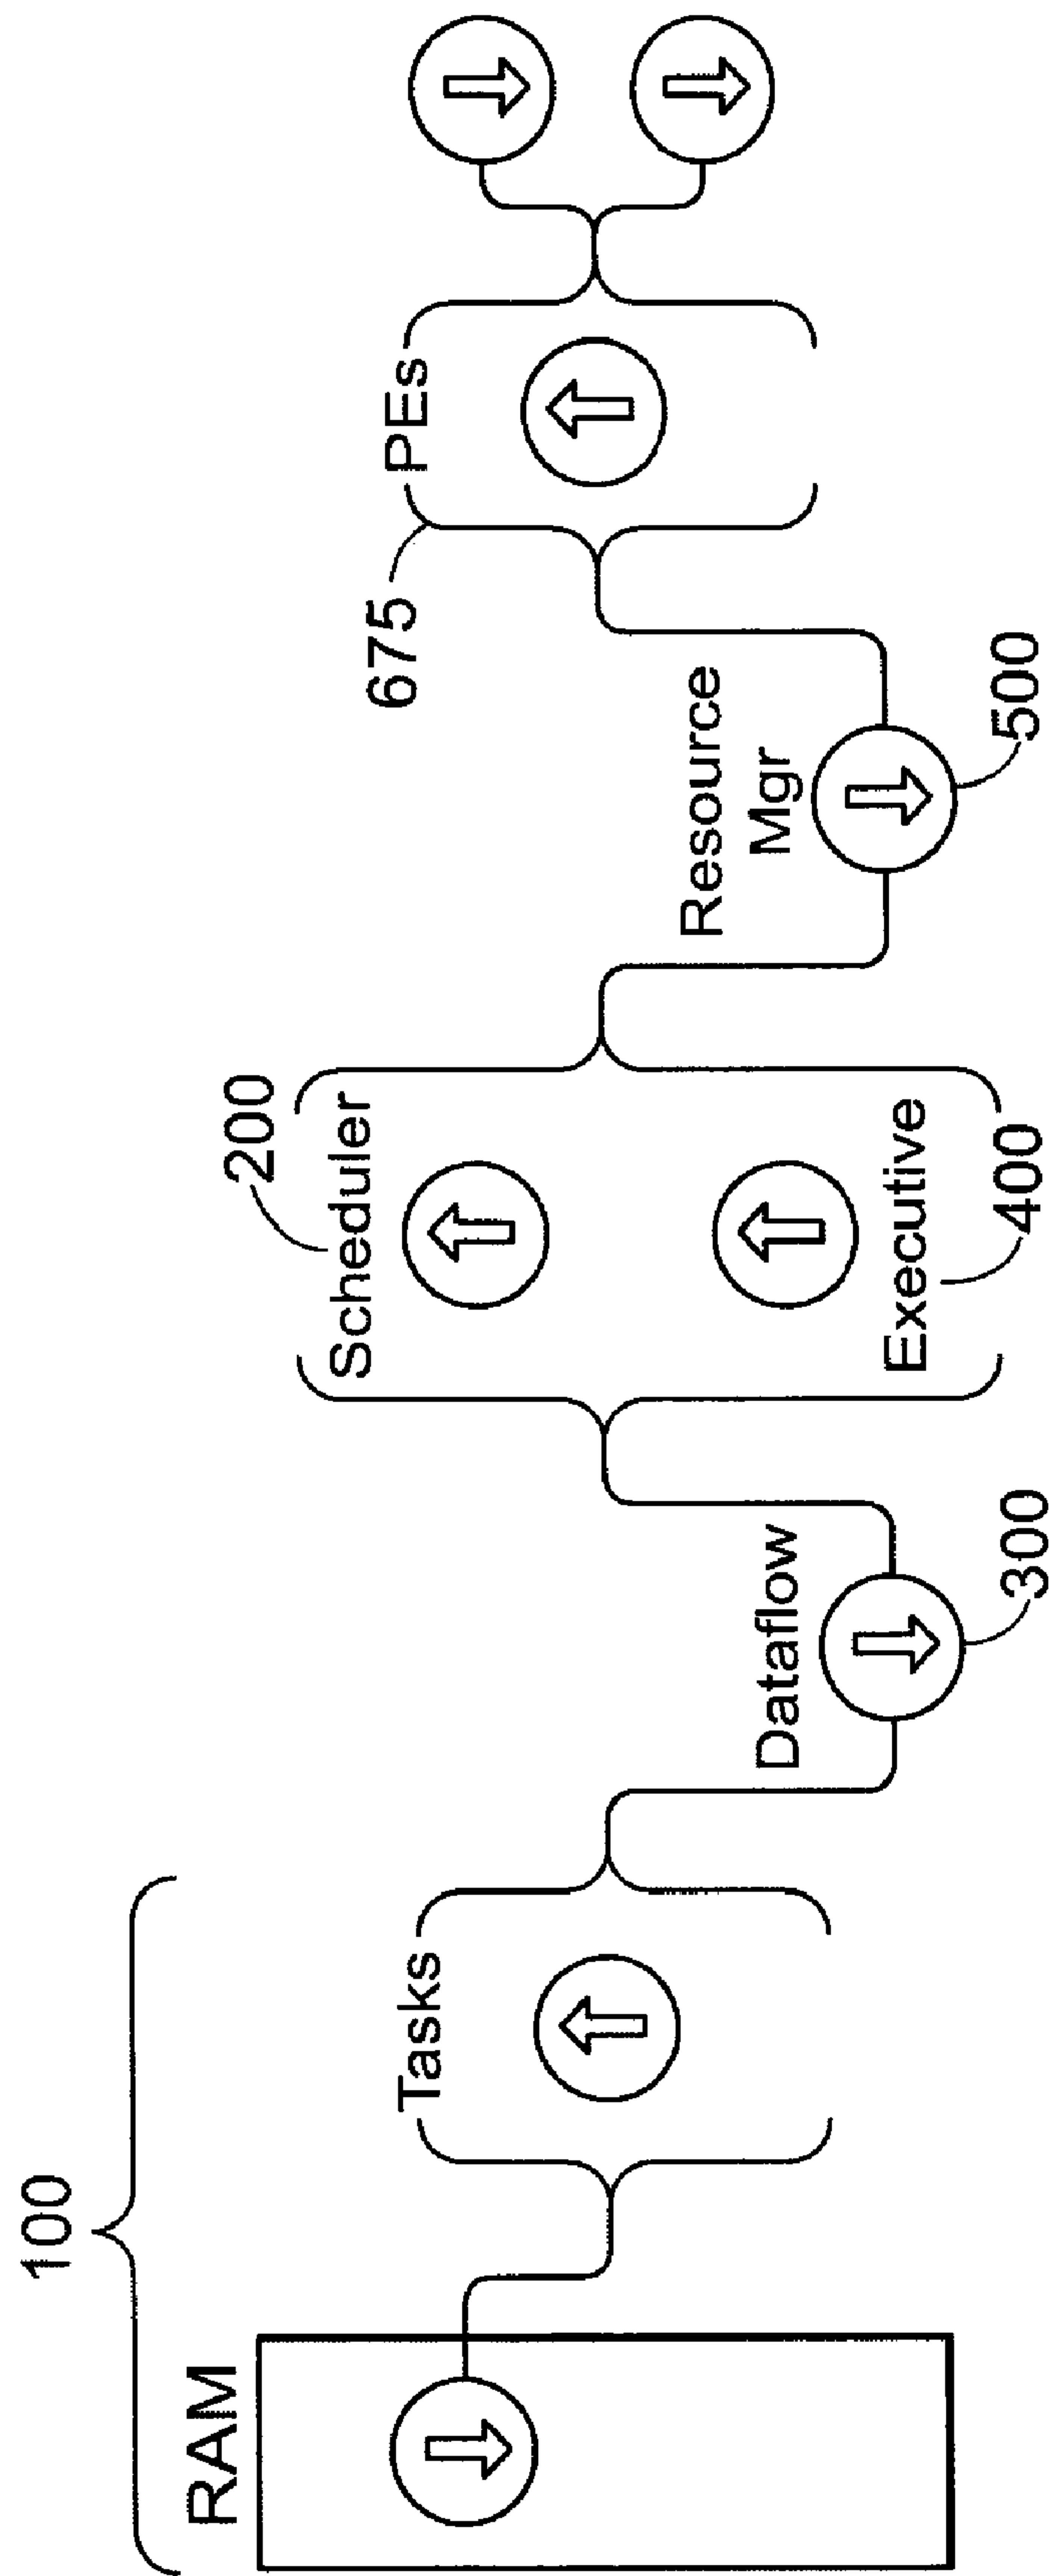 100
RAM
Tasks
Dataflow
300
200
Scheduler
Executive
400
Resource
Mgr
500
675
PEs